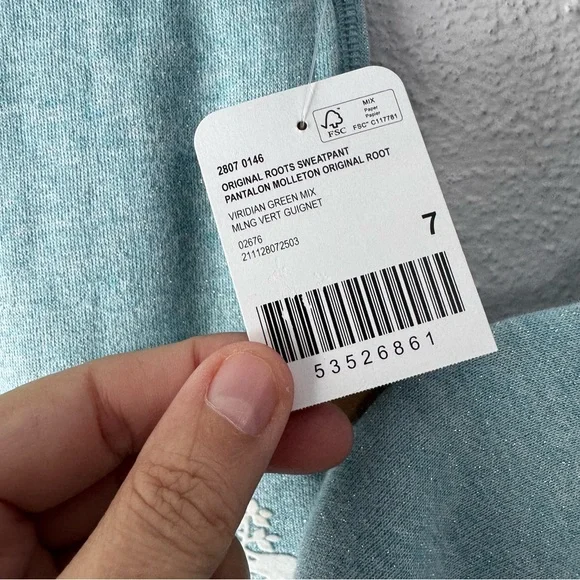 MIX
Paper
Papier
FSC
FSC™ C117781
2807 0146
ORIGINAL ROOTS SWEATPANT
PANTALON MOLLETON ORIGINAL ROOT
VIRIDIAN GREEN MIX
MLNG VERT GUIGNET
02676
211128072503
7
53526861